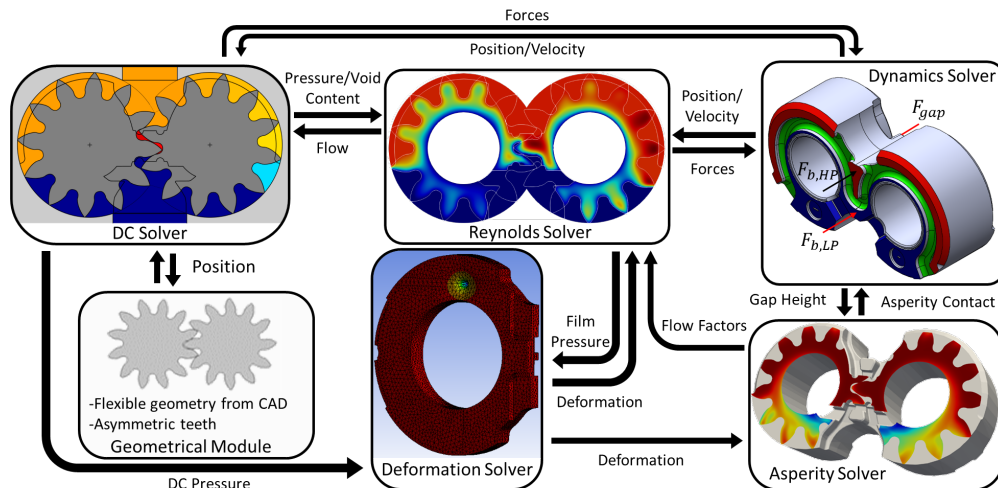 Forces
Position/Velocity
Pressure/Void
Content
Flow
DC Solver
Reynolds Solver
Position/
Velocity
Forces
Dynamics Solver
F_gap
F_b,HP
F_b,LP
Position
-Flexible geometry from CAD
-Asymmetric teeth
Geometrical Module
Film
Pressure
Deformation
Flow Factors
Gap Height
Asperity Contact
Deformation Solver
Deformation
Asperity Solver
DC Pressure